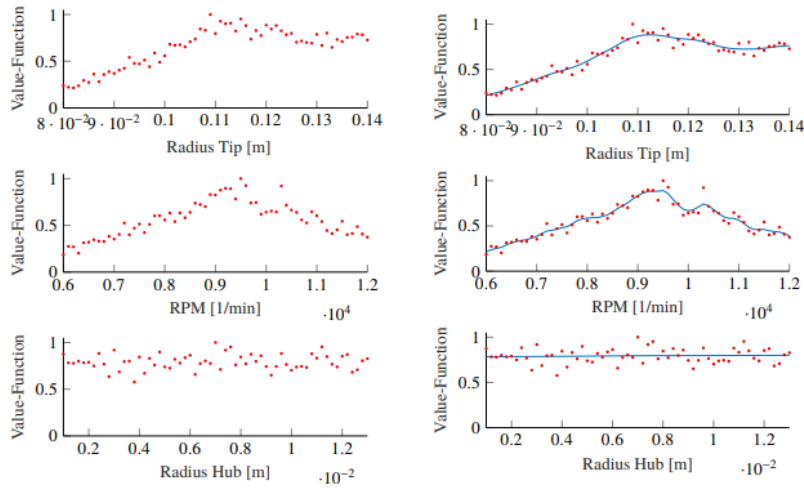 Value-Function
1
0.5
0
8 · 10⁻² 9 · 10⁻² 0.1 0.11 0.12 0.13 0.14
Radius Tip [m]
Value-Function
1
0.5
0
8 · 10⁻² 9 · 10⁻² 0.1 0.11 0.12 0.13 0.14
Radius Tip [m]
Value-Function
1
0.5
0
0.6 0.7 0.8 0.9 1 1.1 1.2
RPM [1/min]
·10⁴
Value-Function
1
0.5
0
0.6 0.7 0.8 0.9 1 1.1 1.2
RPM [1/min]
·10⁴
Value-Function
1
0.5
0
0.2 0.4 0.6 0.8 1 1.2
Radius Hub [m]
·10⁻²
Value-Function
1
0.5
0
0.2 0.4 0.6 0.8 1 1.2
Radius Hub [m]
·10⁻²